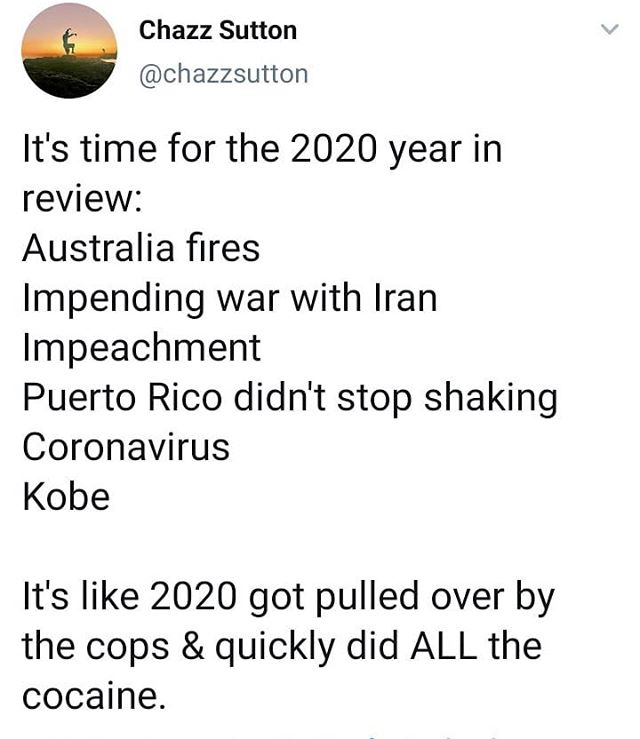 Chazz Sutton
@chazzsutton
It's time for the 2020 year in
review:
Australia fires
Impending war with Iran
Impeachment
Puerto Rico didn't stop shaking
Coronavirus
Kobe
It's like 2020 got pulled over by
the cops & quickly did ALL the
cocaine.